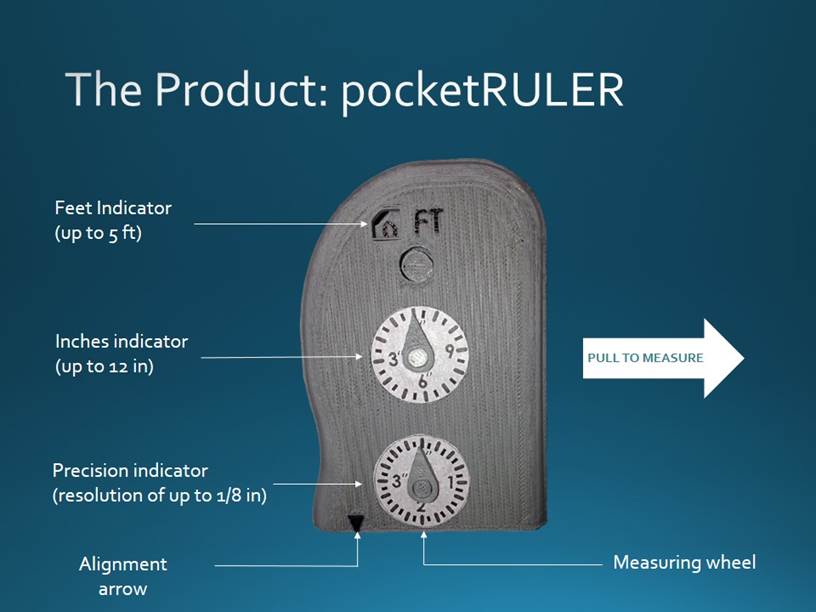 The Product: pocketRULER
Feet Indicator
(up to 5 ft)
FT
Inches indicator
(up to 12 in)
3"
9
6"
PULL TO MEASURE
Precision indicator
(resolution of up to 1/8 in)
3"
1
2
Alignment
arrow
Measuring wheel